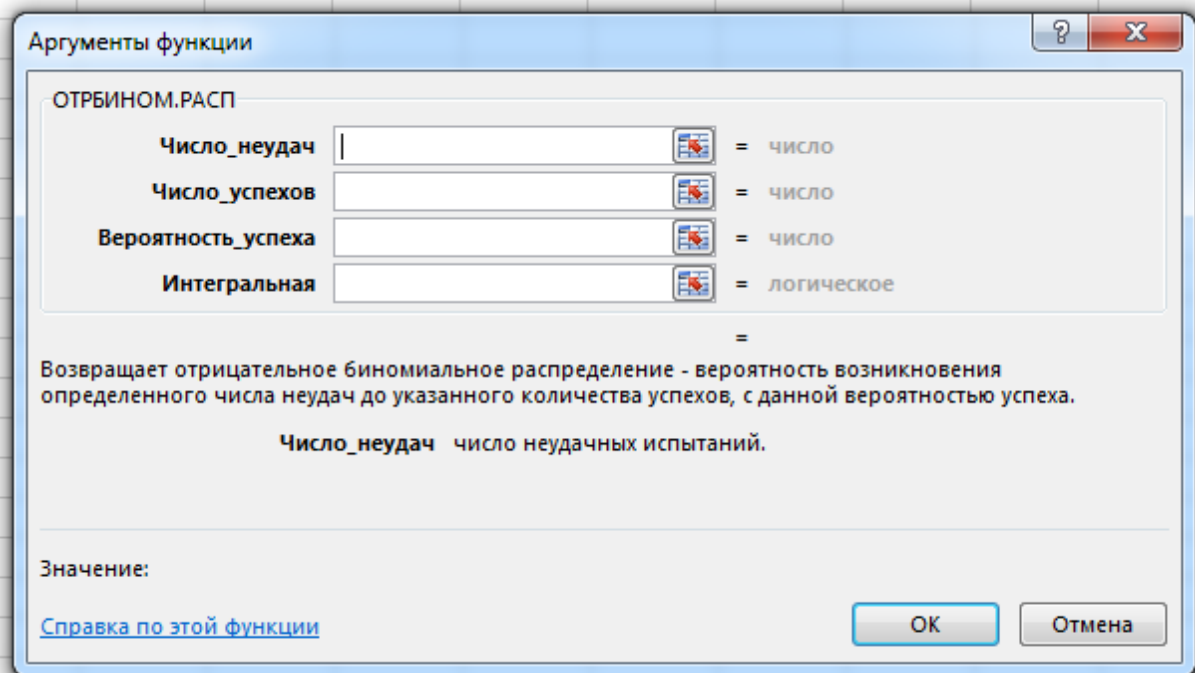 Аргументы функции
ОТРБИНОМ.РАСП
Число_неудач = число
Число_успехов = число
Вероятность_успеха = число
Интегральная = логическое
=
Возвращает отрицательное биномиальное распределение - вероятность возникновения
определенного числа неудач до указанного количества успехов, с данной вероятностью успеха.
Число_неудач число неудачных испытаний.
Значение:
Справка по этой функции
ОК Отмена